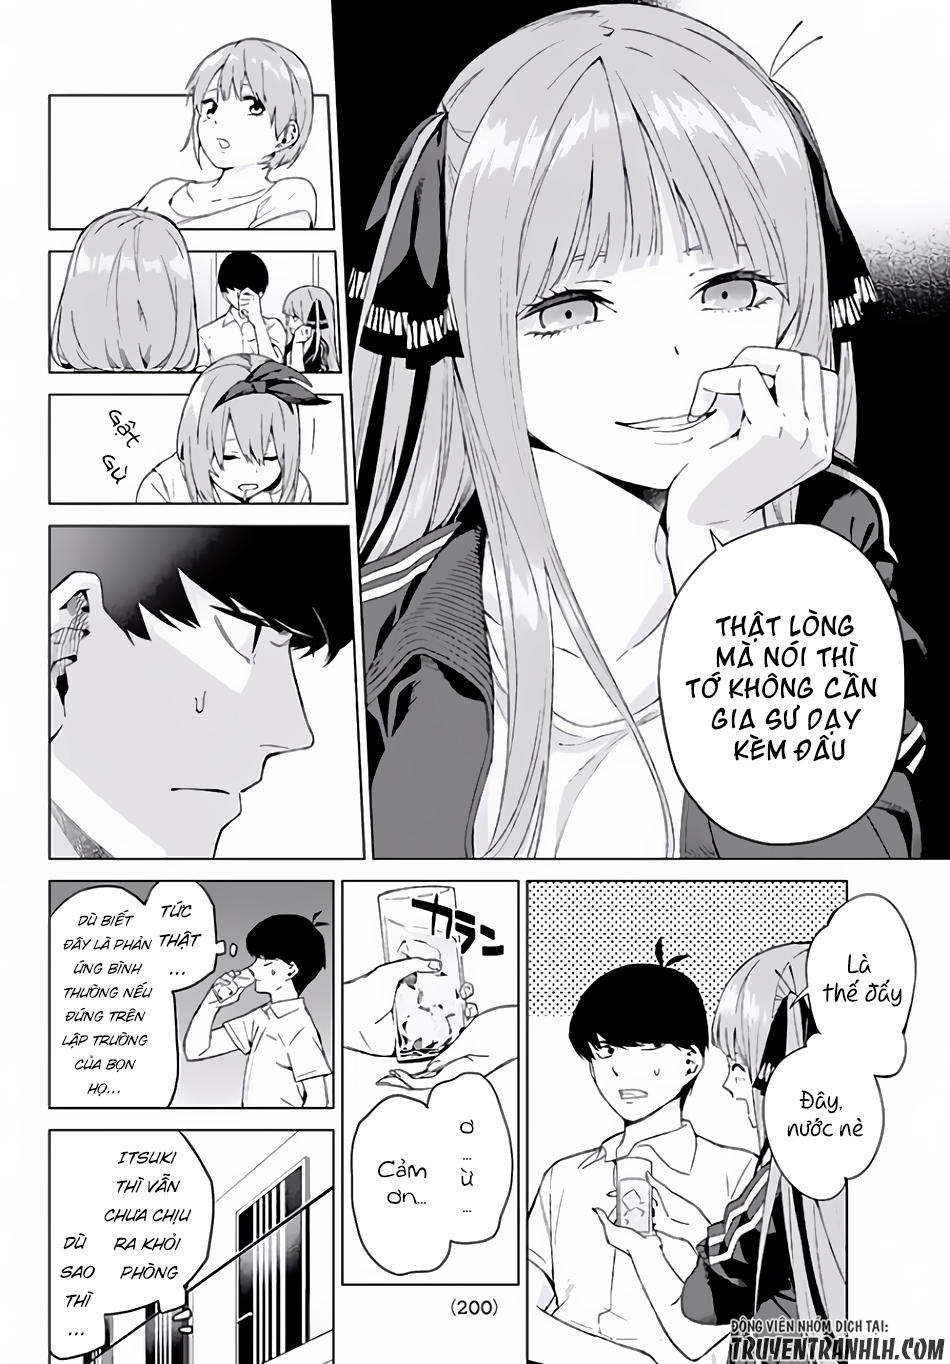 THẬT LÒNG
MÀ NÓI THÌ
TỚ KHÔNG CẦN
GIA SƯ DẠY
KÈM ĐÂU
GẬT
GÙ
Là
thế đấy
Đây,
nước nè
カラン
Ơ
...
Ừ
...
Cảm
ơn...
TỨC
THẬT
...
DÙ BIẾT
ĐÂY LÀ PHẢN
ỨNG BÌNH
THƯỜNG NẾU
ĐỨNG TRÊN
LẬP TRƯỜNG
CỦA BỌN
HỌ...
DÙ
SAO
THÌ
...
ITSUKI
THÌ VẪN
CHƯA CHỊU
RA KHỎI
PHÒNG
(200)
ĐỘNG VIÊN NHÓM DỊCH TẠI:
TRUYENTRANHLH.COM